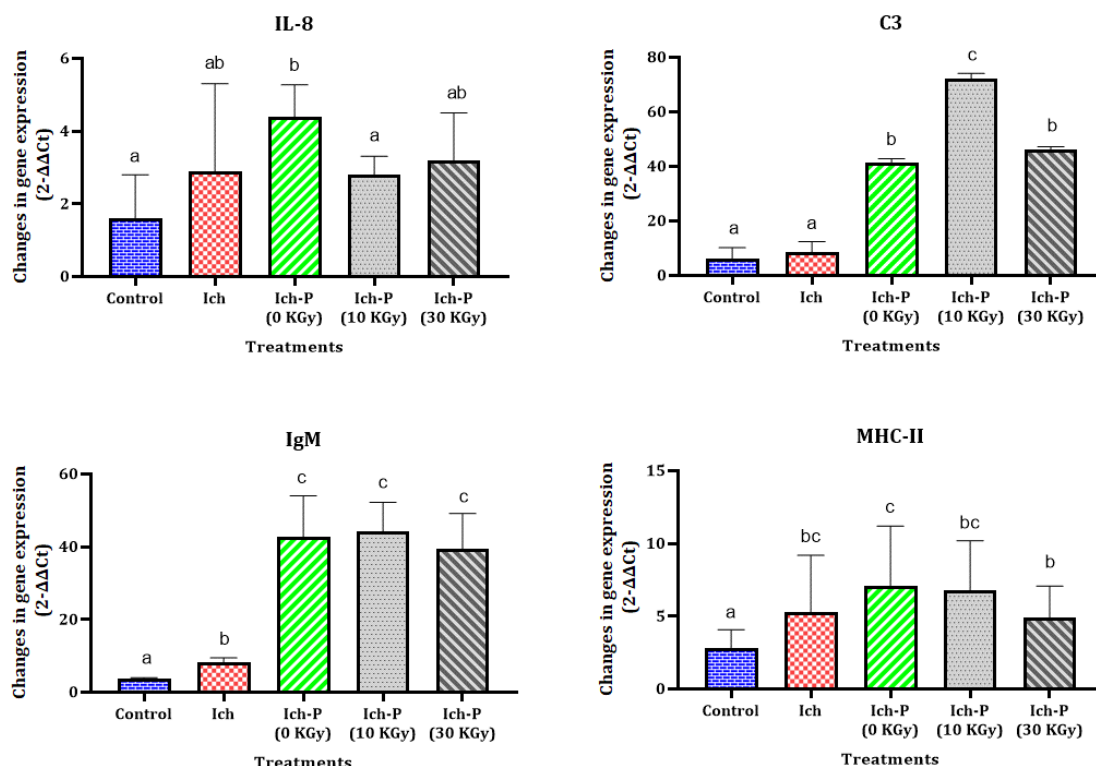 IL-8
Changes in gene expression
(2-ΔΔCt)
6
4
2
0
a
ab
b
a
ab
Control
Ich
Ich-P
(0 KGy)
Ich-P
(10 KGy)
Ich-P
(30 KGy)
Treatments
C3
Changes in gene expression
(2-ΔΔCt)
80
60
40
20
0
a
a
b
c
b
Control
Ich
Ich-P
(0 KGy)
Ich-P
(10 KGy)
Ich-P
(30 KGy)
Treatments
IgM
Changes in gene expression
(2-ΔΔCt)
60
40
20
0
a
b
c
c
c
Control
Ich
Ich-P
(0 KGy)
Ich-P
(10 KGy)
Ich-P
(30 KGy)
Treatments
MHC-II
Changes in gene expression
(2-ΔΔCt)
15
10
5
0
a
bc
c
bc
b
Control
Ich
Ich-P
(0 KGy)
Ich-P
(10 KGy)
Ich-P
(30 KGy)
Treatments